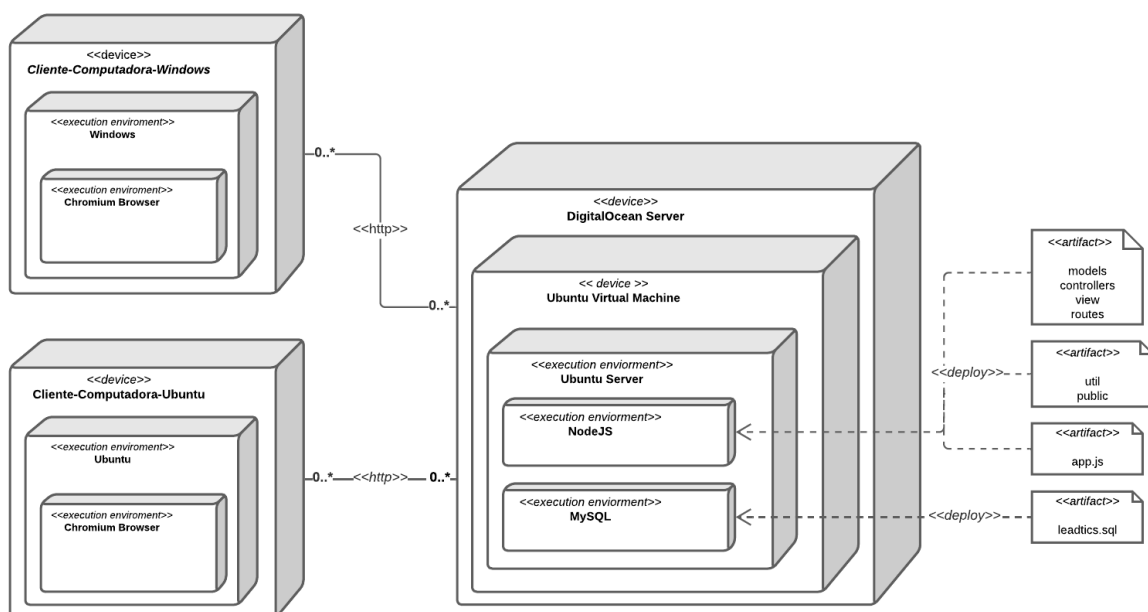 <<device>>
Cliente-Computadora-Windows
<<execution enviroment>>
Windows
<<execution enviroment>>
Chromium Browser
0..*
<<http>>
0..*
<<device>>
Cliente-Computadora-Ubuntu
<<execution enviroment>>
Ubuntu
<<execution enviroment>>
Chromium Browser
0..*
<<http>>
0..*
<<device>>
DigitalOcean Server
<< device >>
Ubuntu Virtual Machine
<<execution enviorment>>
Ubuntu Server
<<execution enviorment>>
NodeJS
<<execution enviorment>>
MySQL
<<deploy>>
<<deploy>>
<<artifact>>
models
controllers
view
routes
<<artifact>>
util
public
<<artifact>>
app.js
<<artifact>>
leadtics.sql